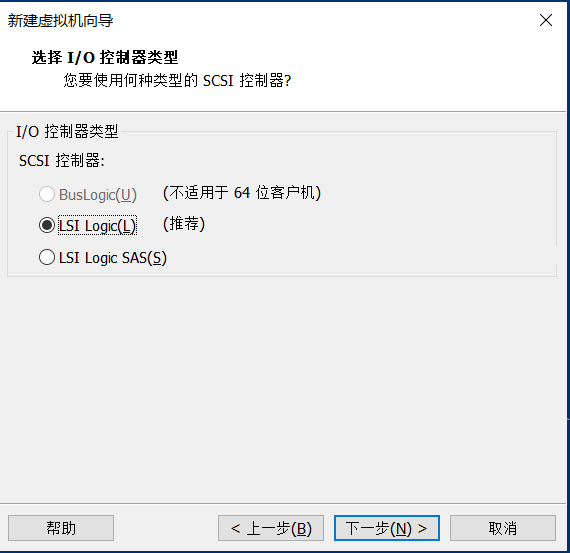 新建虚拟机向导
选择 I/O 控制器类型
您要使用何种类型的 SCSI 控制器?
I/O 控制器类型
SCSI 控制器:
BusLogic(U) (不适用于 64 位客户机)
LSI Logic(L) (推荐)
LSI Logic SAS(S)
帮助 < 上一步(B) 下一步(N) > 取消